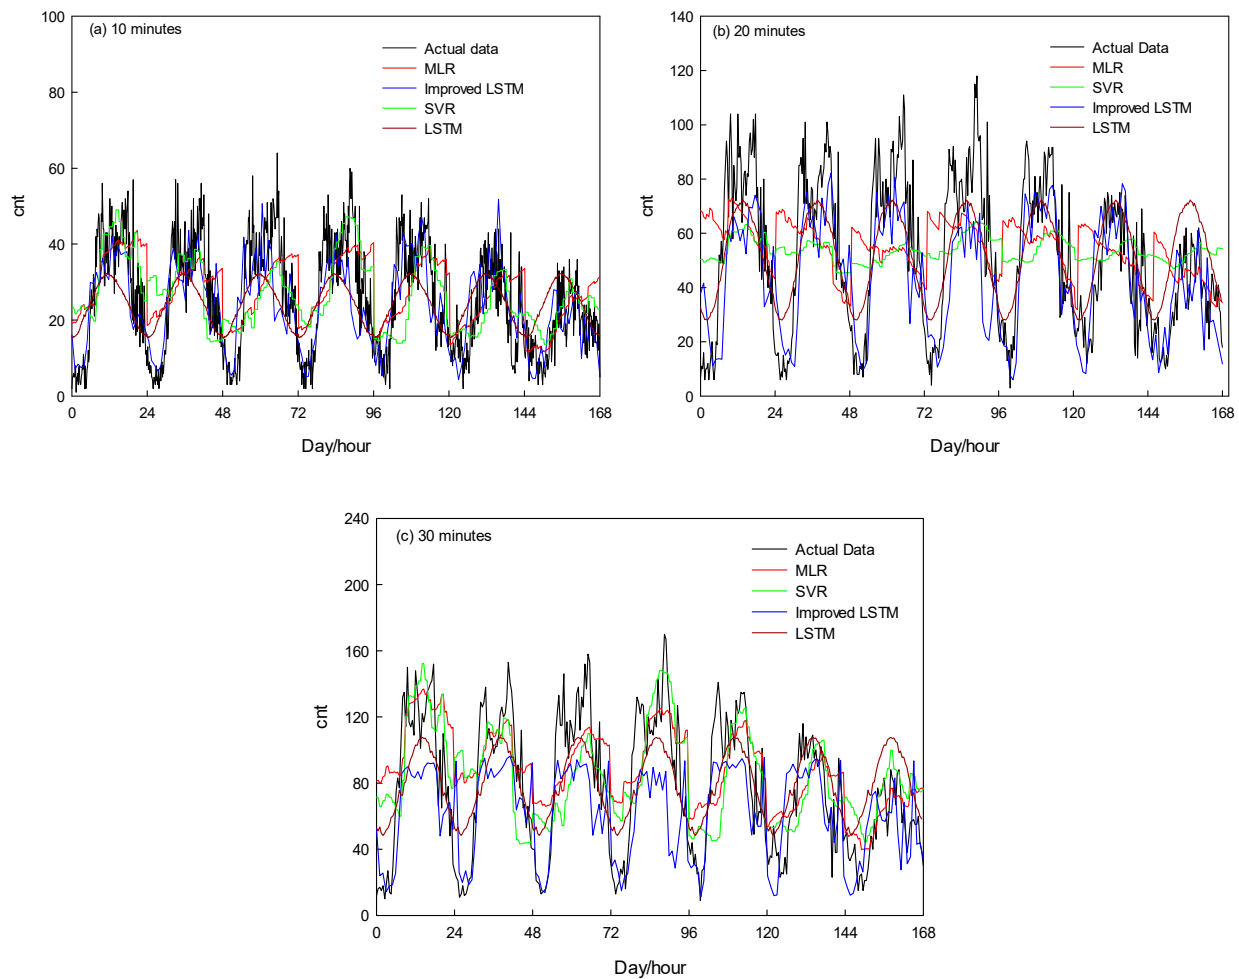 (a) 10 minutes
Actual data
MLR
Improved LSTM
SVR
LSTM
100
80
60
40
20
0
cnt
0 24 48 72 96 120 144 168
Day/hour
(b) 20 minutes
Actual Data
MLR
SVR
Improved LSTM
LSTM
140
120
100
80
60
40
20
0
cnt
0 24 48 72 96 120 144 168
Day/hour
(c) 30 minutes
Actual Data
MLR
SVR
Improved LSTM
LSTM
240
200
160
120
80
40
0
cnt
0 24 48 72 96 120 144 168
Day/hour